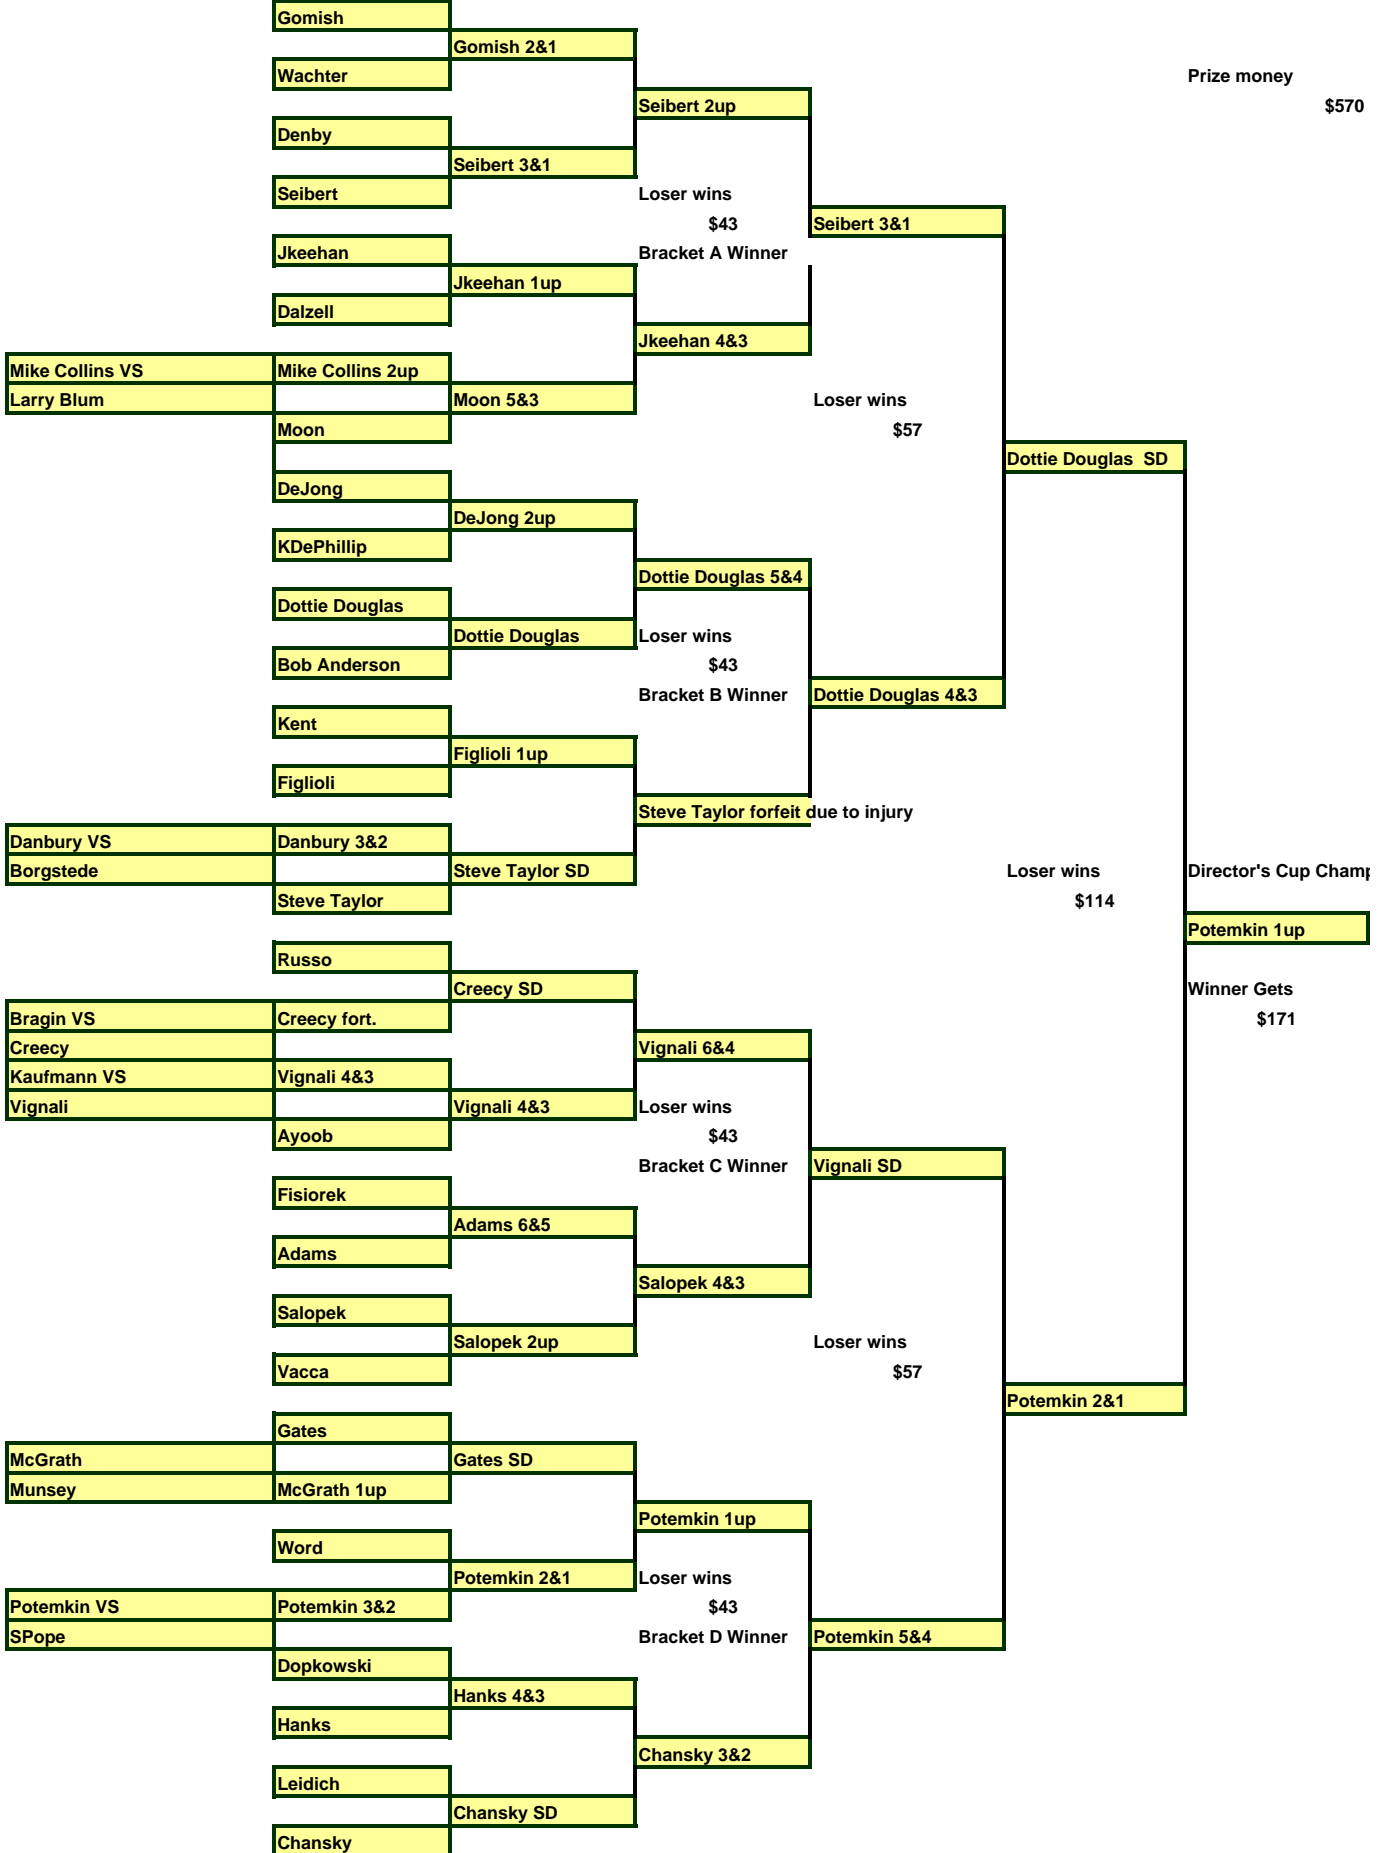 Gomish
Gomish 2&1
Wachter
Prize money
Seibert 2up
$570
Denby
Seibert 3&1
Seibert
Loser wins
$43
Seibert 3&1
Jkeehan
Bracket A Winner
Jkeehan 1up
Dalzell
Jkeehan 4&3
Mike Collins VS
Mike Collins 2up
Larry Blum
Moon 5&3
Loser wins
Moon
$57
Dottie Douglas  SD
DeJong
DeJong 2up
KDePhillip
Dottie Douglas 5&4
Dottie Douglas
Dottie Douglas
Loser wins
Bob Anderson
$43
Bracket B Winner
Dottie Douglas 4&3
Kent
Figlioli 1up
Figlioli
Steve Taylor forfeit due to injury
Danbury VS
Danbury 3&2
Borgstede
Steve Taylor SD
Loser wins
Director's Cup Champ
Steve Taylor
$114
Potemkin 1up
Russo
Creecy SD
Winner Gets
Bragin VS
Creecy fort.
$171
Creecy
Vignali 6&4
Kaufmann VS
Vignali 4&3
Vignali
Vignali 4&3
Loser wins
Ayoob
$43
Bracket C Winner
Vignali SD
Fisiorek
Adams 6&5
Adams
Salopek 4&3
Salopek
Salopek 2up
Loser wins
Vacca
$57
Potemkin 2&1
Gates
McGrath
Gates SD
Munsey
McGrath 1up
Potemkin 1up
Word
Potemkin 2&1
Loser wins
Potemkin VS
Potemkin 3&2
$43
SPope
Bracket D Winner
Potemkin 5&4
Dopkowski
Hanks 4&3
Hanks
Chansky 3&2
Leidich
Chansky SD
Chansky